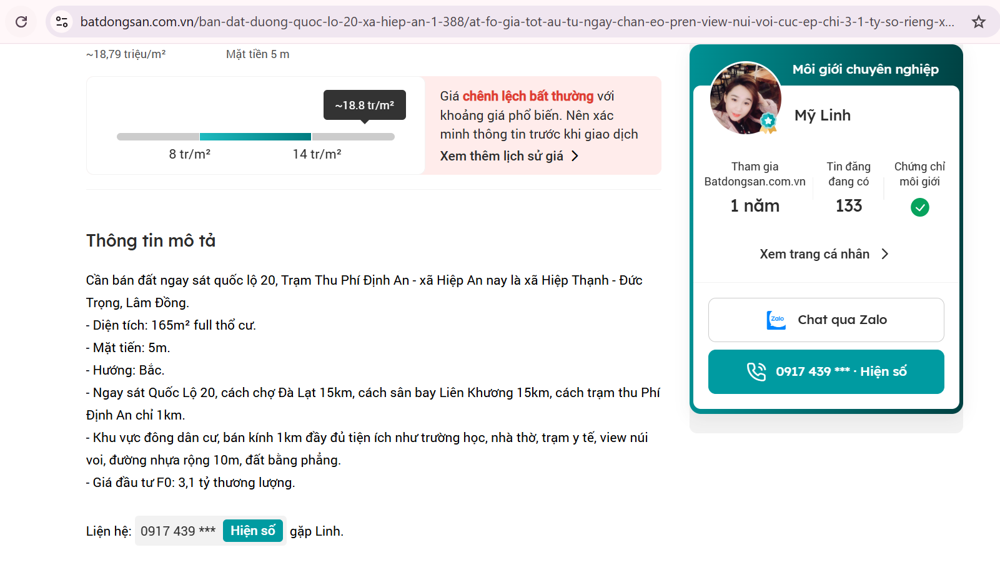 batdongsan.com.vn/ban-dat-duong-quoc-lo-20-xa-hiep-an-1-388/at-fo-gia-tot-au-tu-ngay-chan-eo-pren-view-nui-voi-cuc-ep-chi-3-1-ty-so-rieng-x...
~18,79 triệu/m²
Mặt tiền 5 m
~18.8 tr/m²
8 tr/m²
14 tr/m²
Giá chênh lệch bất thường với
khoảng giá phổ biến. Nên xác
minh thông tin trước khi giao dịch
Xem thêm lịch sử giá
Thông tin mô tả
Cần bán đất ngay sát quốc lộ 20, Trạm Thu Phí Định An - xã Hiệp An nay là xã Hiệp Thạnh - Đức
Trọng, Lâm Đồng.
- Diện tích: 165m² full thổ cư.
- Mặt tiến: 5m.
- Hướng: Bắc.
- Ngay sát Quốc Lộ 20, cách chợ Đà Lạt 15km, cách sân bay Liên Khương 15km, cách trạm thu Phí
Định An chỉ 1km.
- Khu vực đông dân cư, bán kính 1km đầy đủ tiện ích như trường học, nhà thờ, trạm y tế, view núi
voi, đường nhựa rộng 10m, đất bằng phẳng.
- Giá đầu tư F0: 3,1 tỷ thương lượng.
Liên hệ: 0917 439 *** Hiện số gặp Linh.
Môi giới chuyên nghiệp
Mỹ Linh
Tham gia
Batdongsan.com.vn
1 năm
Tin đăng
đang có
133
Chứng chỉ
môi giới
Xem trang cá nhân
Zalo
Chat qua Zalo
0917 439 *** · Hiện số